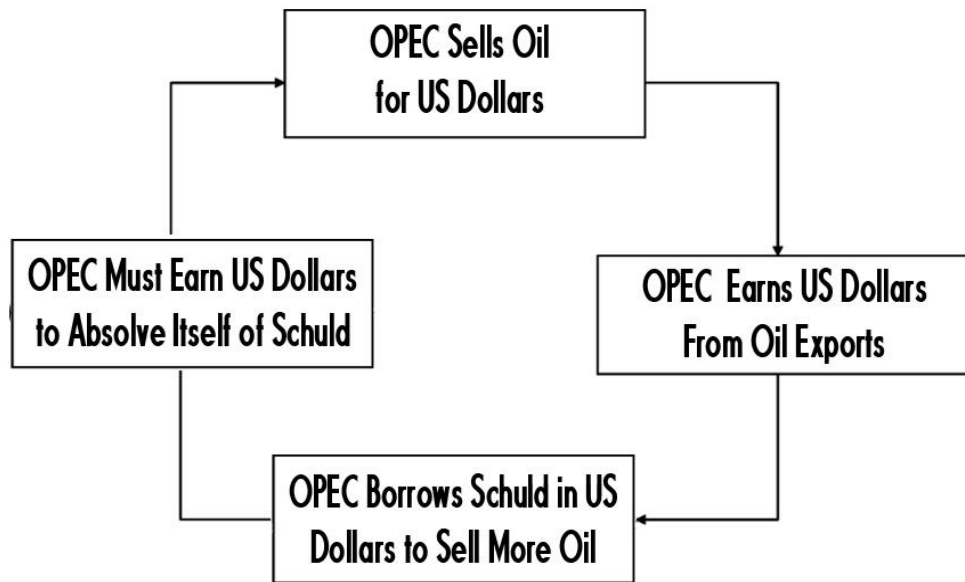 OPEC Sells Oil
for US Dollars
OPEC Earns US Dollars
From Oil Exports
OPEC Borrows Schuld in US
Dollars to Sell More Oil
OPEC Must Earn US Dollars
to Absolve Itself of Schuld